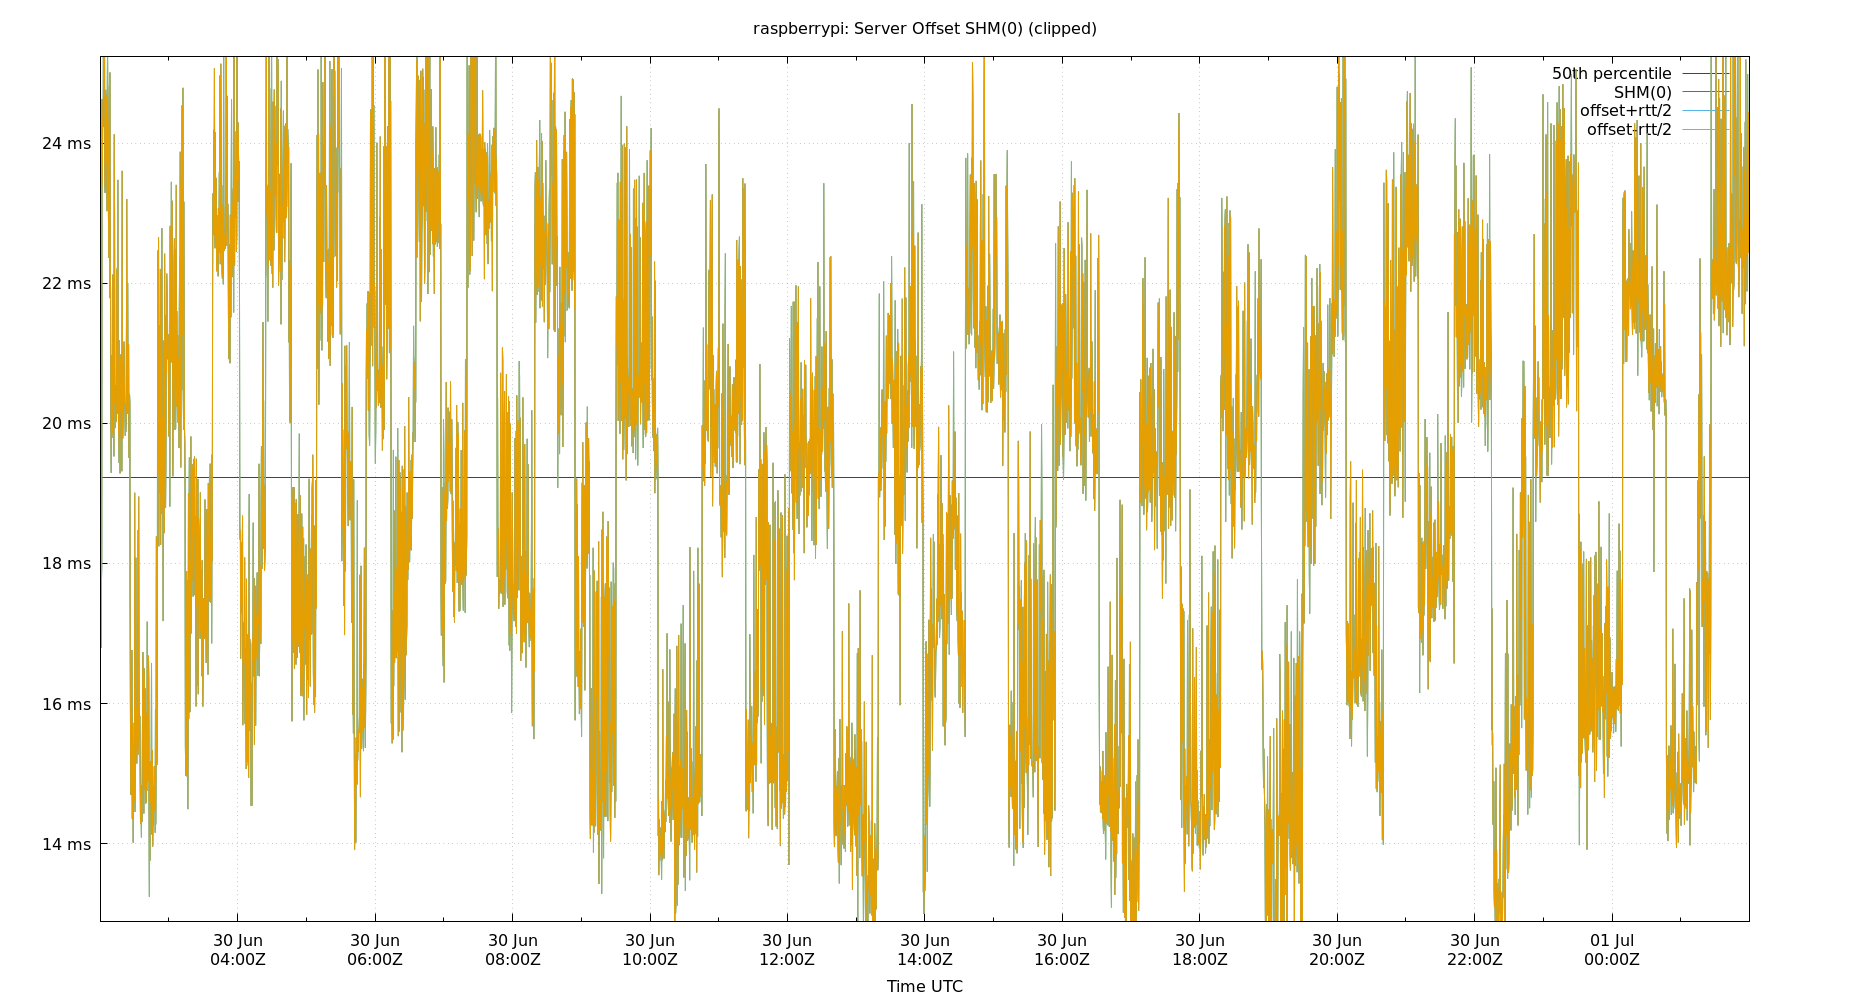 raspberrypi: Server Offset SHM(0) (clipped)
50th percentile
SHM(0)
offset+rtt/2
offset-rtt/2
24 ms
22 ms
20 ms
18 ms
16 ms
14 ms
30 Jun 30 Jun 30 Jun 30 Jun 30 Jun 30 Jun 30 Jun 30 Jun 30 Jun 30 Jun 01 Jul
04:00Z 06:00Z 08:00Z 10:00Z 12:00Z 14:00Z 16:00Z 18:00Z 20:00Z 22:00Z 00:00Z
Time UTC